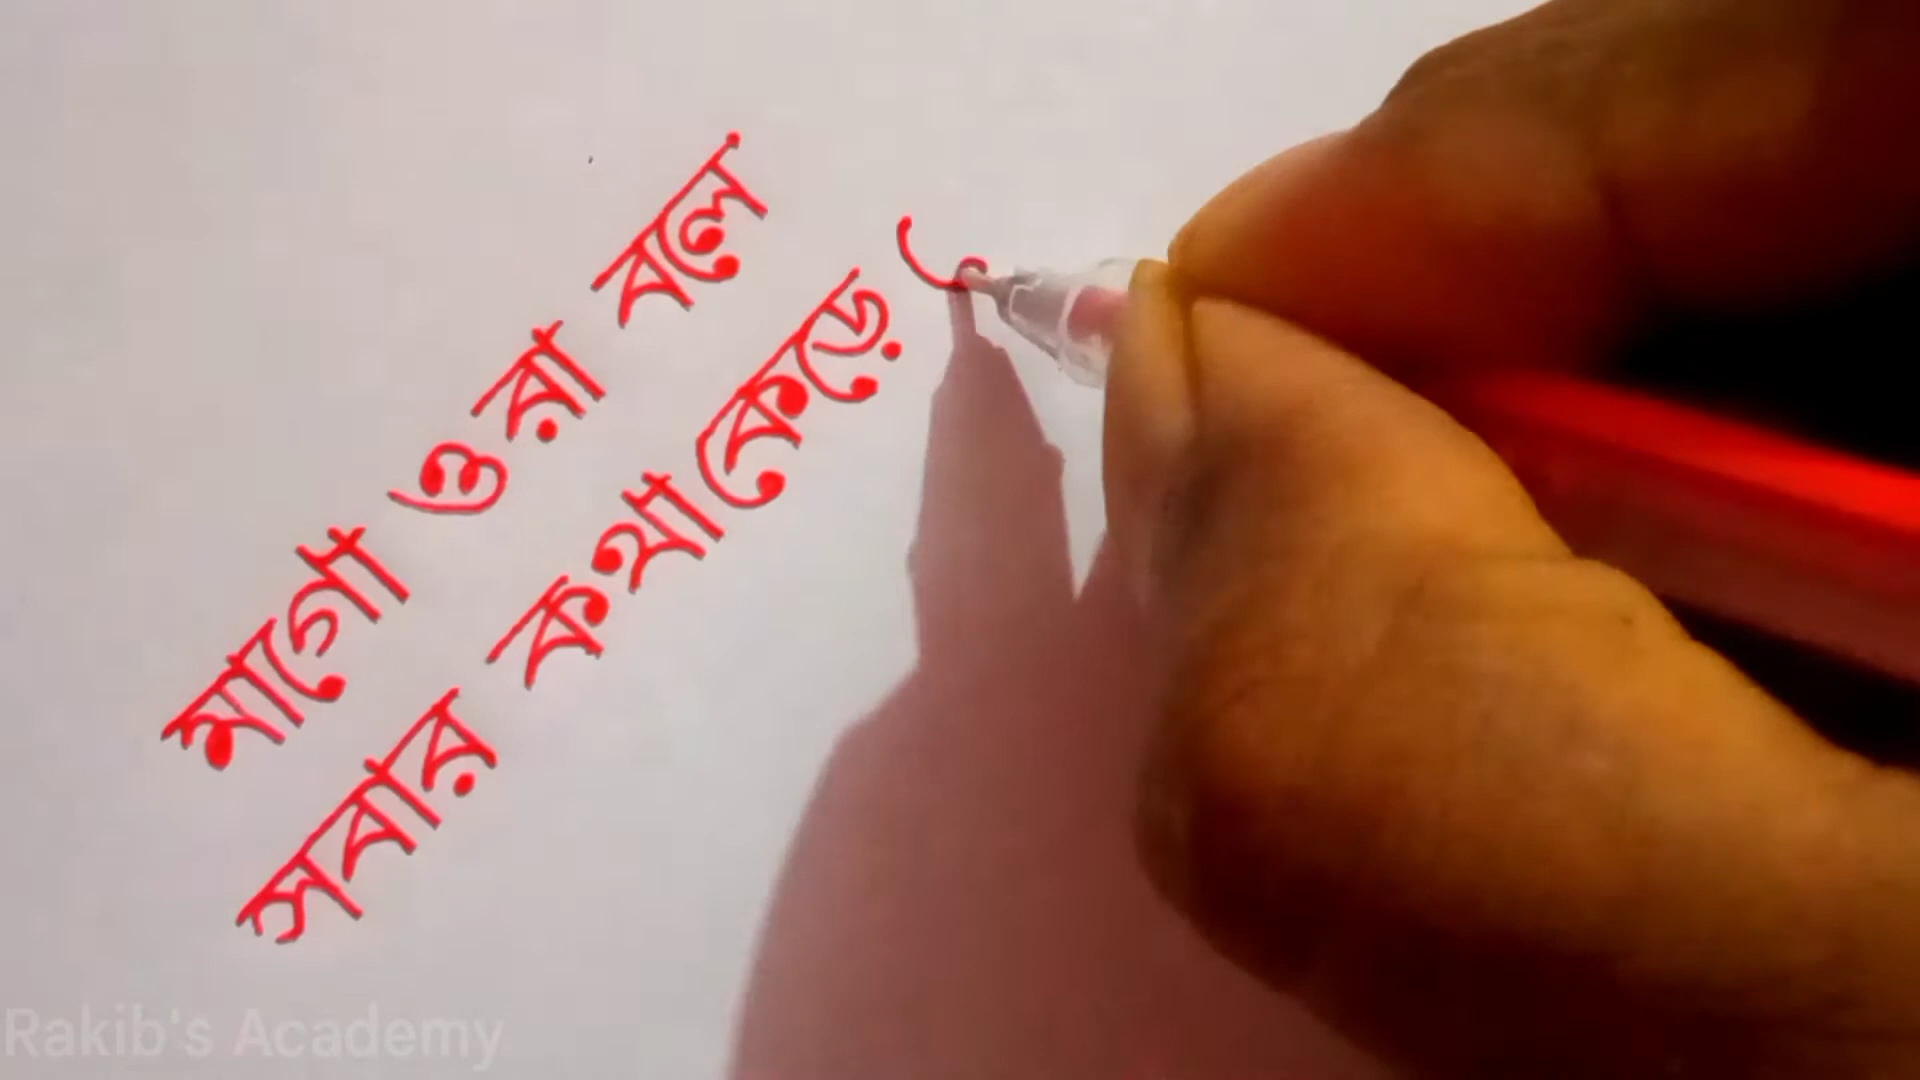 মাগো ওরা বলে
সবার কথা কেড়ে
Rakib's Academy